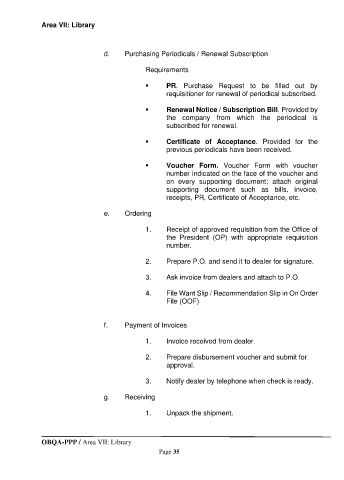 Area VII: Library
d. Purchasing Periodicals / Renewal Subscription
Requirements
▪ PR. Purchase Request to be filled out by
requisitioner for renewal of periodical subscribed.
▪ Renewal Notice / Subscription Bill. Provided by
the company from which the periodical is
subscribed for renewal.
▪ Certificate of Acceptance. Provided for the
previous periodicals have been received.
▪ Voucher Form. Voucher Form with voucher
number indicated on the face of the voucher and
on every supporting document; attach original
supporting document such as bills, invoice,
receipts, PR, Certificate of Acceptance, etc.
e. Ordering
1. Receipt of approved requisition from the Office of
the President (OP) with appropriate requisition
number.
2. Prepare P.O. and send it to dealer for signature.
3. Ask invoice from dealers and attach to P.O.
4. File Want Slip / Recommendation Slip in On Order
File (OOF)
f. Payment of Invoices
1. Invoice received from dealer.
2. Prepare disbursement voucher and submit for
approval.
3. Notify dealer by telephone when check is ready.
g. Receiving
1. Unpack the shipment.
OBQA-PPP / Area VII: Library
Page 35